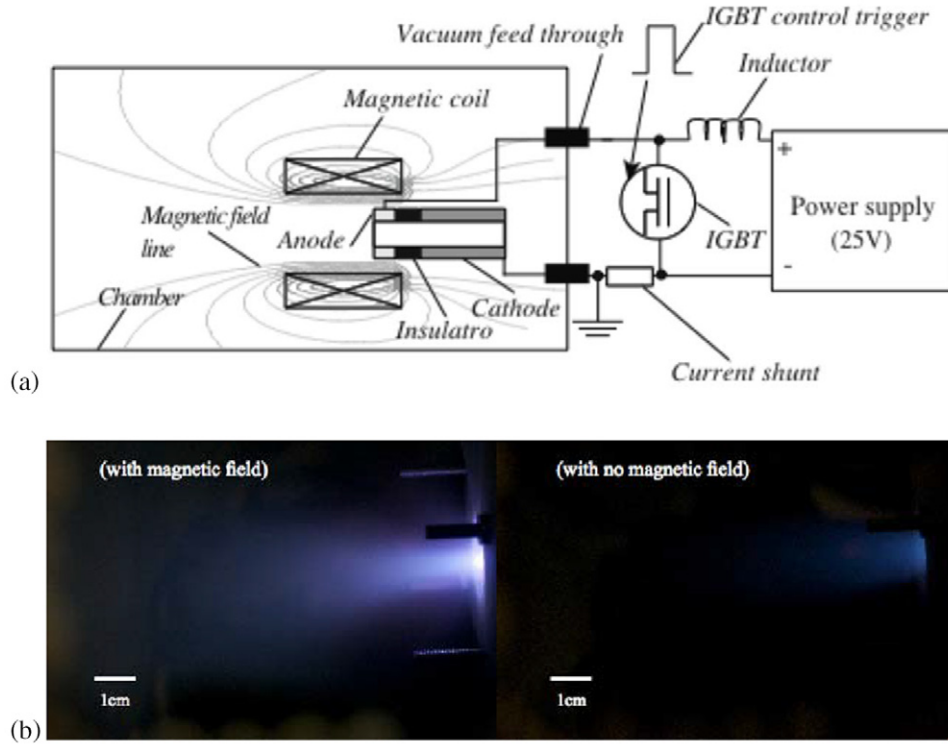 IGBT control trigger
Vacuum feed through
Inductor
Magnetic coil
+
Power supply
(25V)
Magnetic field
line
Anode
IGBT
-
Chamber
Cathode
Insulatro
Current shunt
(a)
(with magnetic field)
(with no magnetic field)
1cm
1cm
(b)